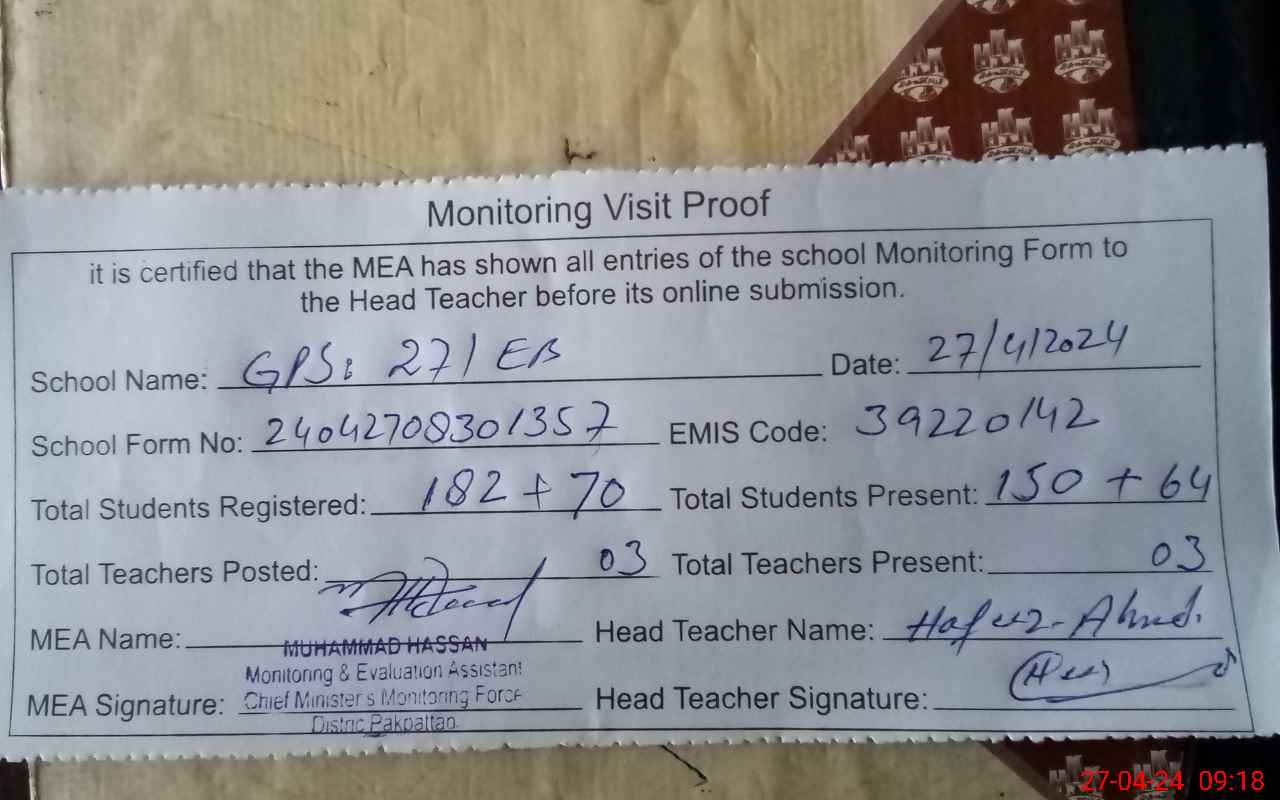 Monitoring Visit Proof
it is certified that the MEA has shown all entries of the school Monitoring Form to
the Head Teacher before its online submission.
School Name: GPS: 27/EB Date: 27/4/2024
School Form No: 24042708301357 EMIS Code: 39220142
Total Students Registered: 182 + 70 Total Students Present: 150 + 64
Total Teachers Posted: 03 Total Teachers Present: 03
MEA Name: MUHAMMAD HASSAN Head Teacher Name: Hafeez Ahmed.
Monitoring & Evaluation Assistant
MEA Signature: Chief Minister's Monitoring Force Head Teacher Signature:
Distric Pakpattan.
27-04-24 09:18